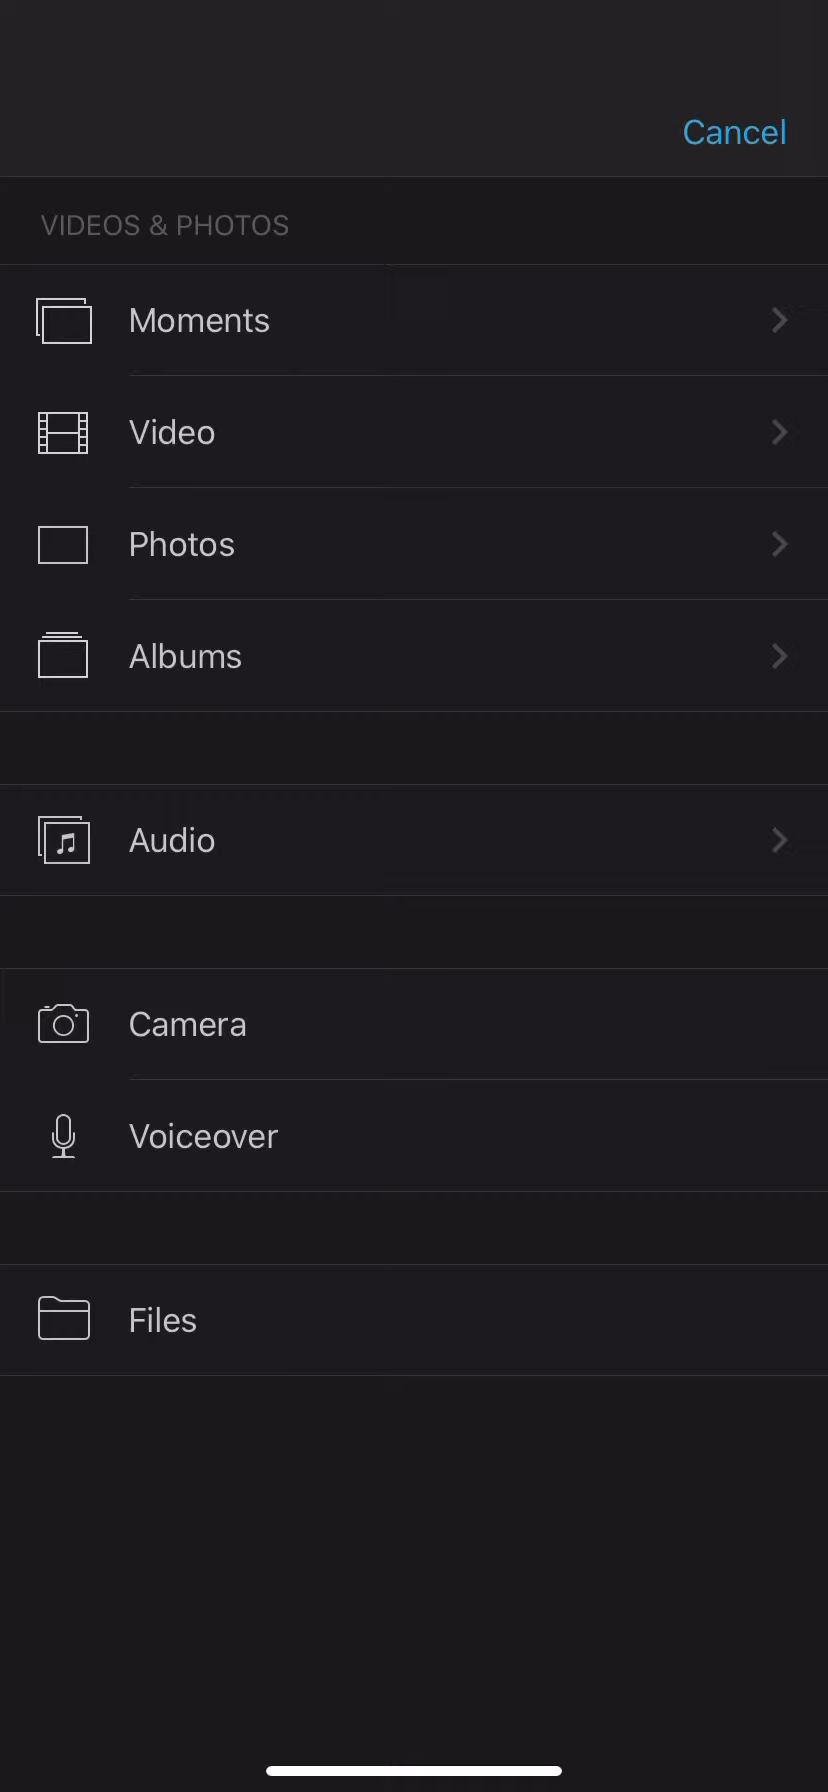 Cancel
VIDEOS & PHOTOS
Moments
Video
Photos
Albums
Audio
Camera
Voiceover
Files